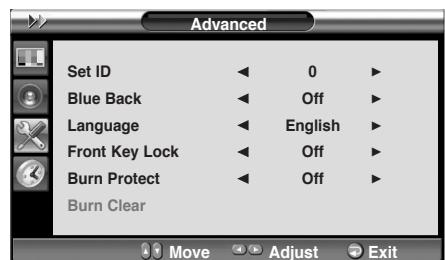 Advanced
Set ID ◄ 0 ►
Blue Back ◄ Off ►
Language ◄ English ►
Front Key Lock ◄ Off ►
Burn Protect ◄ Off ►
Burn Clear
Move Adjust Exit